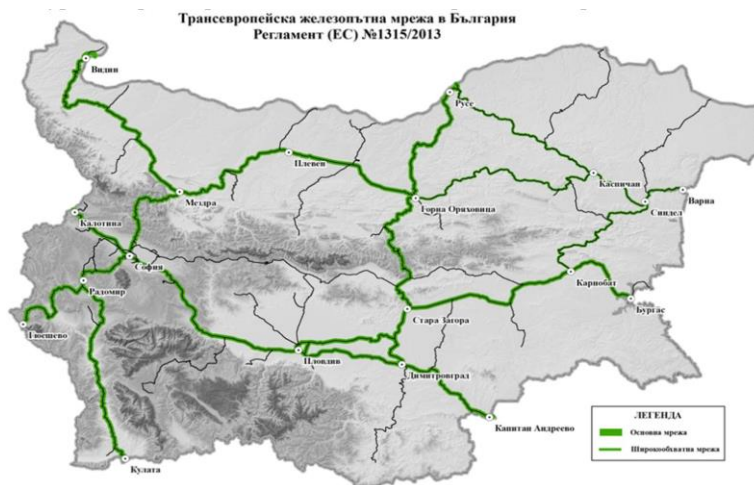 Трансевропейска железопътна мрежа в България
Регламент (ЕС) №1315/2013
Видин
Русе
Плевен
Каспичан
Мездра
Варна
Синдел
Горна Оряховица
Калотина
София
Карнобат
Радомир
Бургас
Стара Загора
Гюешево
Пловдив
Димитровград
Капитан Андреево
Кулата
ЛЕГЕНДА
Основна мрежа
Широкообхватна мрежа